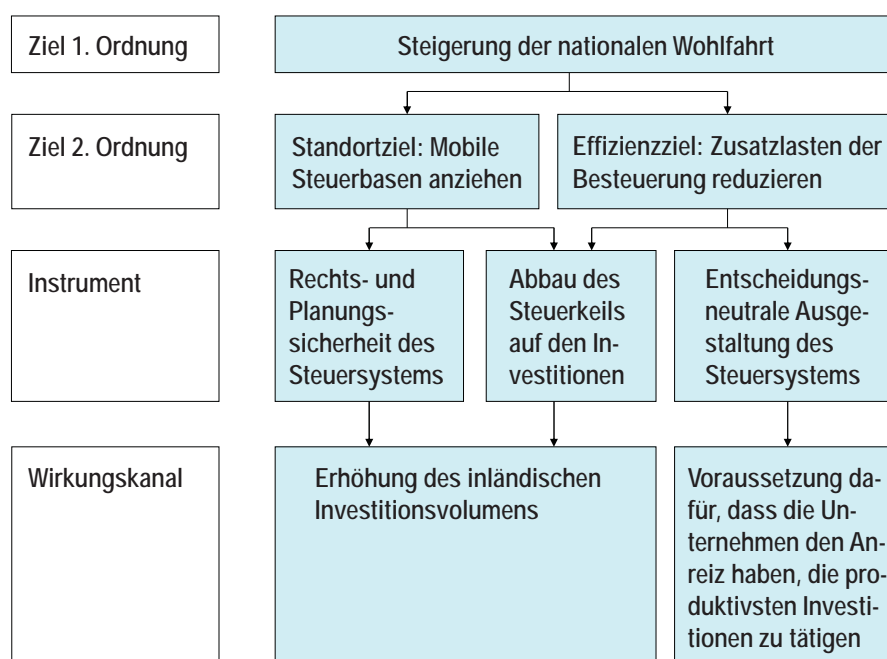 Ziel 1. Ordnung
Steigerung der nationalen Wohlfahrt
Ziel 2. Ordnung
Standortziel: Mobile
Steuerbasen anziehen
Effizienzziel: Zusatzlasten der
Besteuerung reduzieren
Instrument
Rechts- und
Planungs-
sicherheit des
Steuersystems
Abbau des
Steuerkeils
auf den In-
vestitionen
Entscheidungs-
neutrale Ausge-
staltung des
Steuersystems
Wirkungskanal
Erhöhung des inländischen
Investitionsvolumens
Voraussetzung da-
für, dass die Un-
ternehmen den An-
reiz haben, die pro-
duktivsten Investi-
tionen zu tätigen